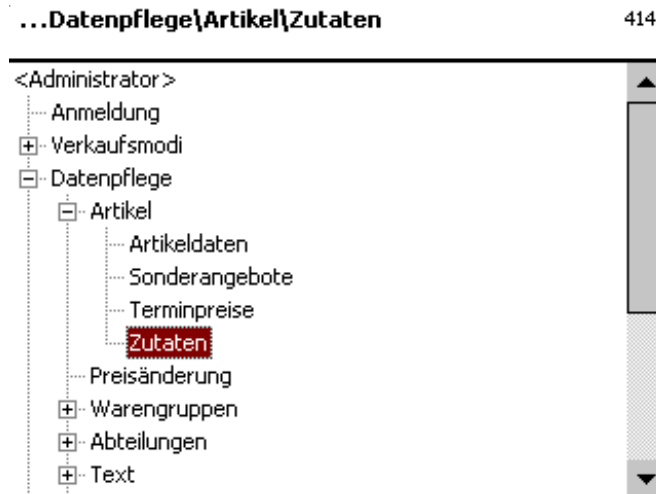 ...Datenpflege\Artikel\Zutaten 414
<Administrator>
Anmeldung
Verkaufsmodi
Datenpflege
Artikel
Artikeldaten
Sonderangebote
Terminpreise
Zutaten
Preisänderung
Warengruppen
Abteilungen
Text